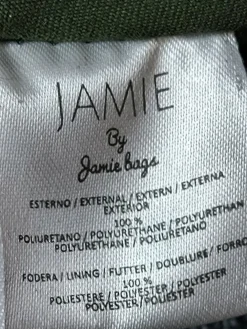 JAMIE
By
Jamie bags
ESTERNO / EXTERNAL / EXTERN / EXTERNA
EXTERIOR
100 %
POLIURETANO / POLYURETHANE / POLYURETHAN
POLYURETHANE / POLIURETANO
FODERA / LINING / FUTTER / DOUBLURE / FORRO
100 %
POLIESTERE / POLYESTER / POLYESTER
POLYESTER/POLIESTER